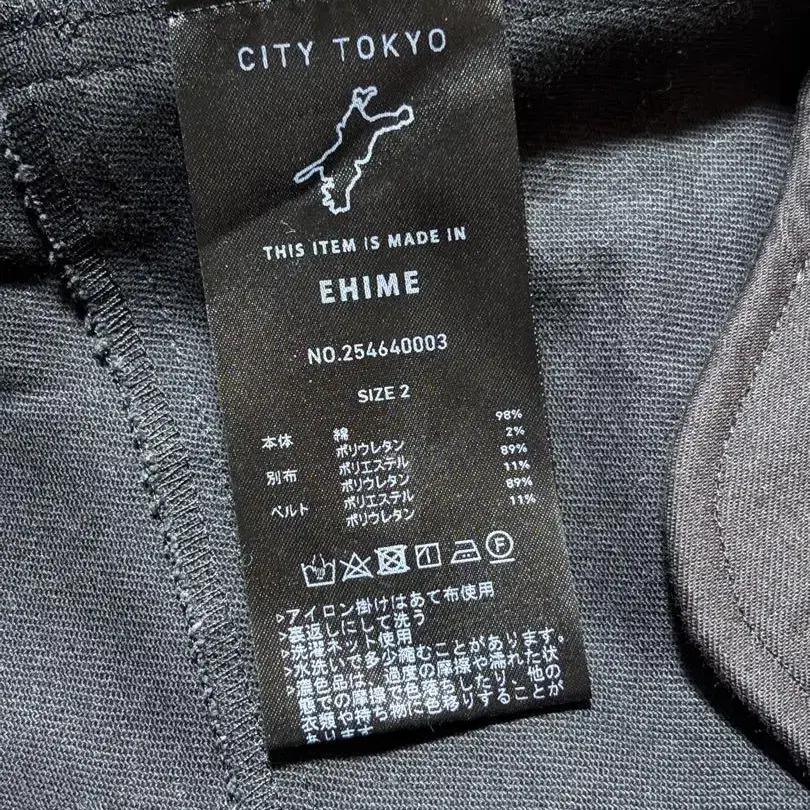 CITY TOKYO
THIS ITEM IS MADE IN
EHIME
NO.254640003
SIZE 2
本体 綿 98%
ポリウレタン 2%
別布 ポリエステル 89%
ポリウレタン 11%
ベルト ポリエステル 89%
ポリウレタン 11%
F
>アイロン掛けはあて布使用
>裏返しにして洗う
>洗濯ネット使用
>水洗いで多少縮むことがあります。
>濃色品は、過度の摩擦や濡れた状
態での摩擦で色落ちしたり、他の
衣類や持ち物に色移りすることが
あります